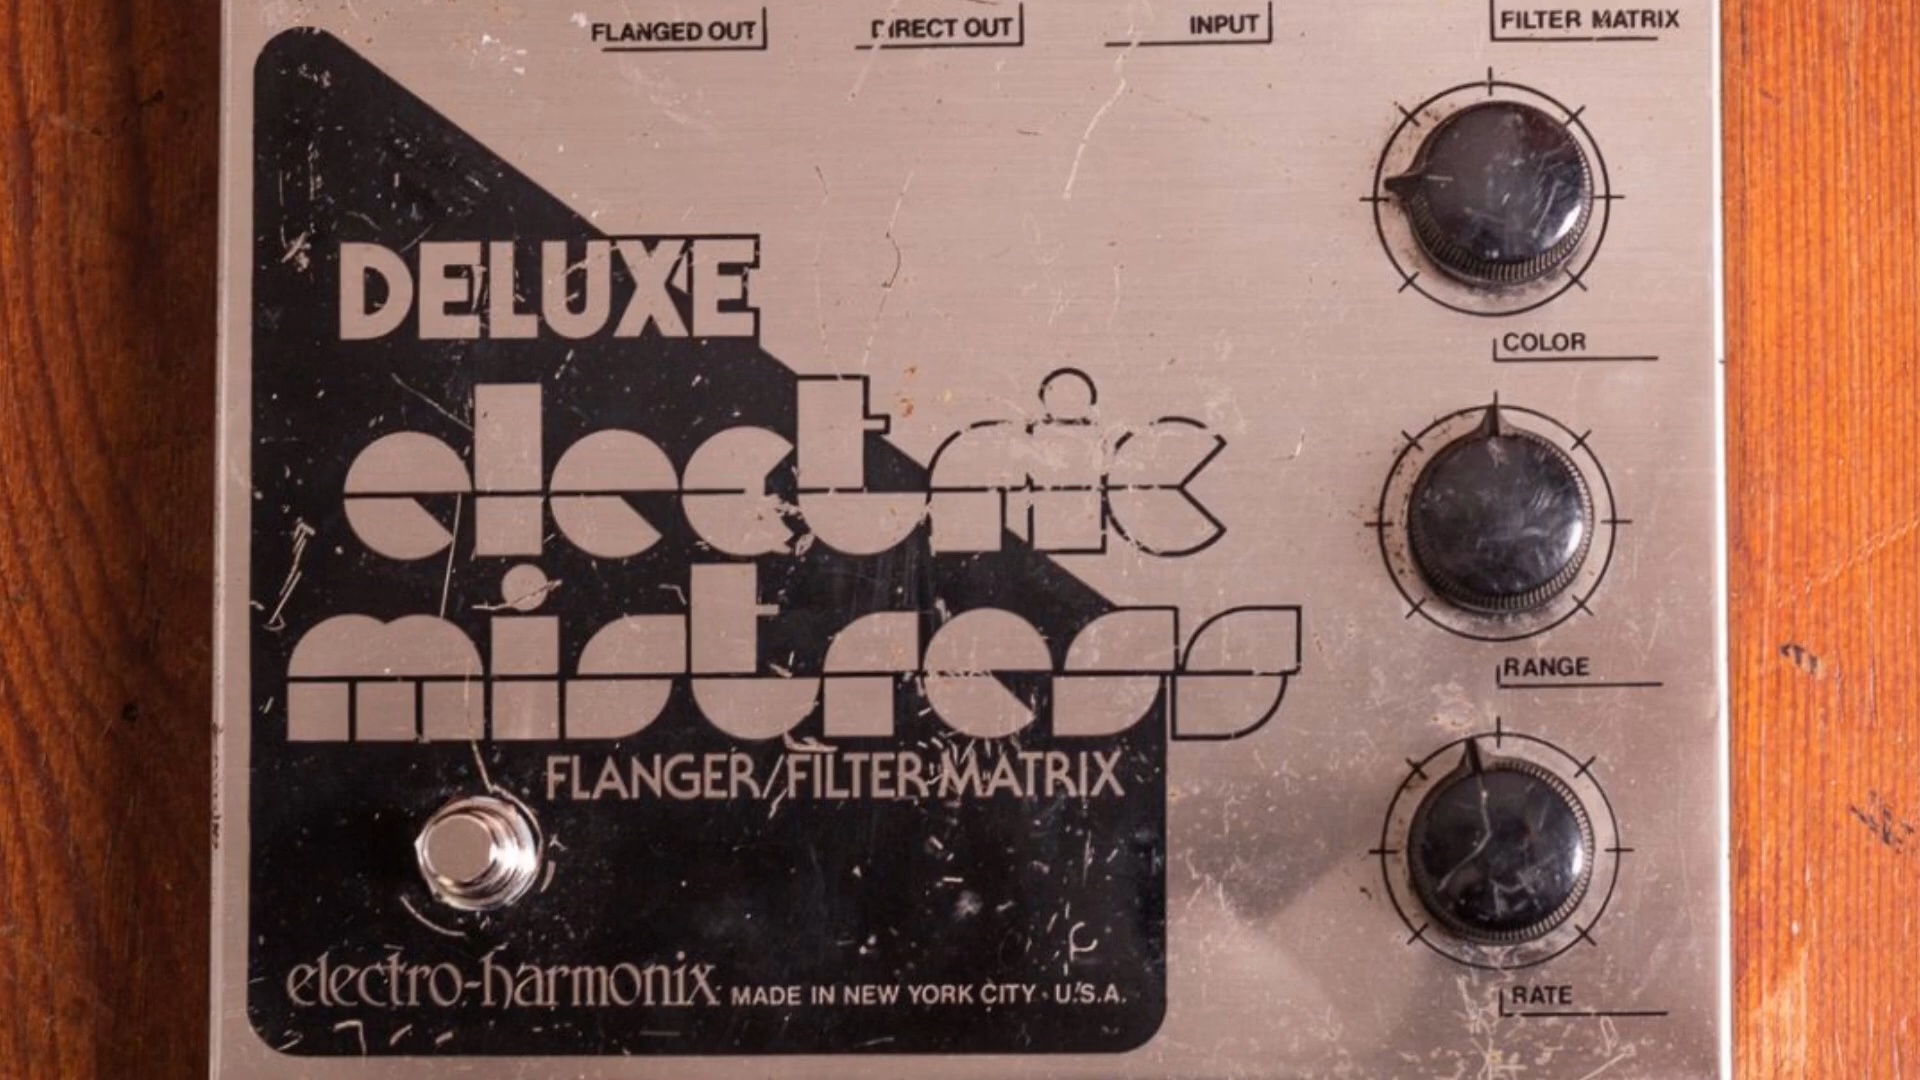 FLANGED OUT
DIRECT OUT
INPUT
FILTER MATRIX
COLOR
RANGE
RATE
DELUXE
electric
mistress
FLANGER/FILTER MATRIX
electro-harmonix MADE IN NEW YORK CITY · U.S.A.